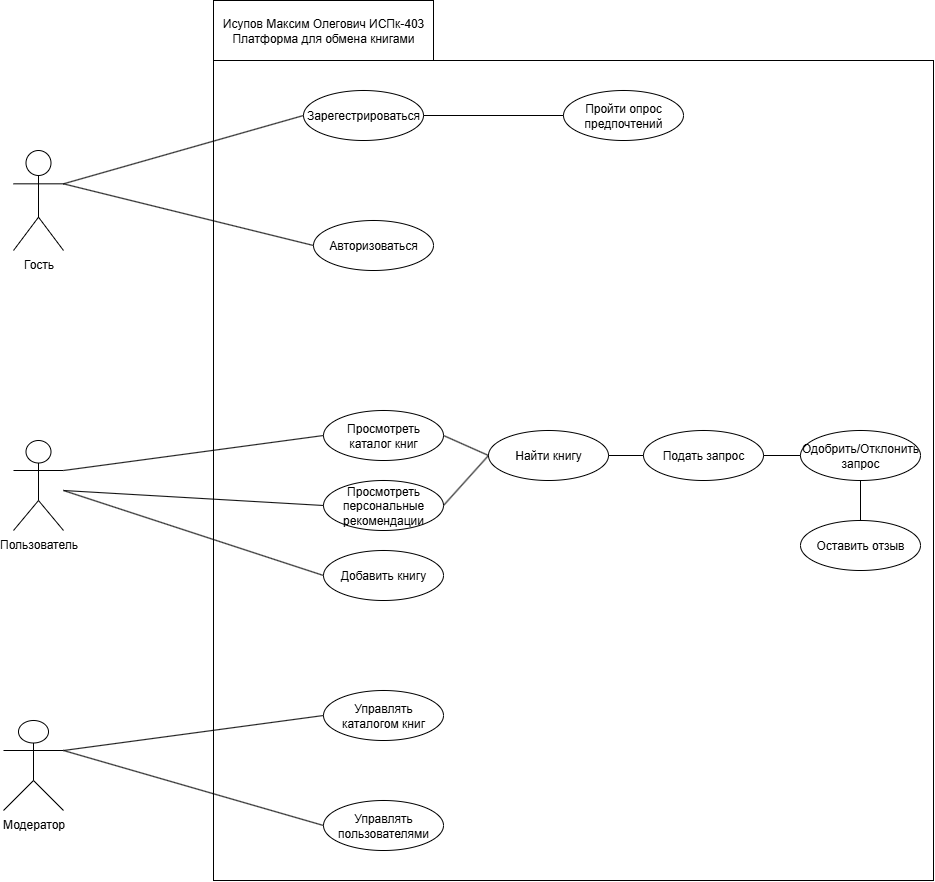 Исупов Максим Олегович ИСПк-403
Платформа для обмена книгами
Зарегестрироваться
Пройти опрос
предпочтений
Гость
Авторизоваться
Просмотреть
каталог книг
Найти книгу
Подать запрос
Одобрить/Отклонить
запрос
Просмотреть
персональные
рекомендации
Пользователь
Добавить книгу
Оставить отзыв
Управлять
каталогом книг
Модератор
Управлять
пользователями